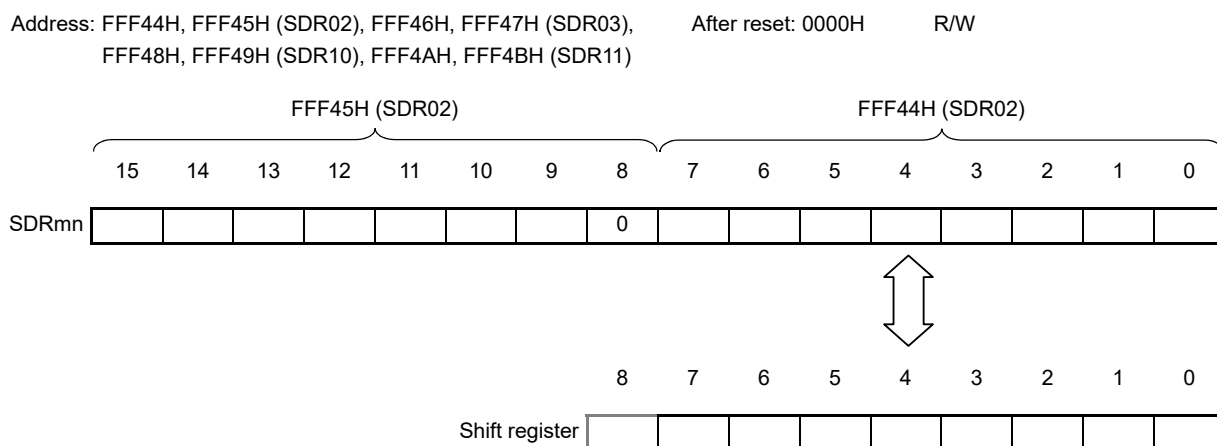 Address: FFF44H, FFF45H (SDR02), FFF46H, FFF47H (SDR03), After reset: 0000H R/W
FFF48H, FFF49H (SDR10), FFF4AH, FFF4BH (SDR11)
FFF45H (SDR02) FFF44H (SDR02)
15 14 13 12 11 10 9 8 7 6 5 4 3 2 1 0
SDRmn 0
8 7 6 5 4 3 2 1 0
Shift register